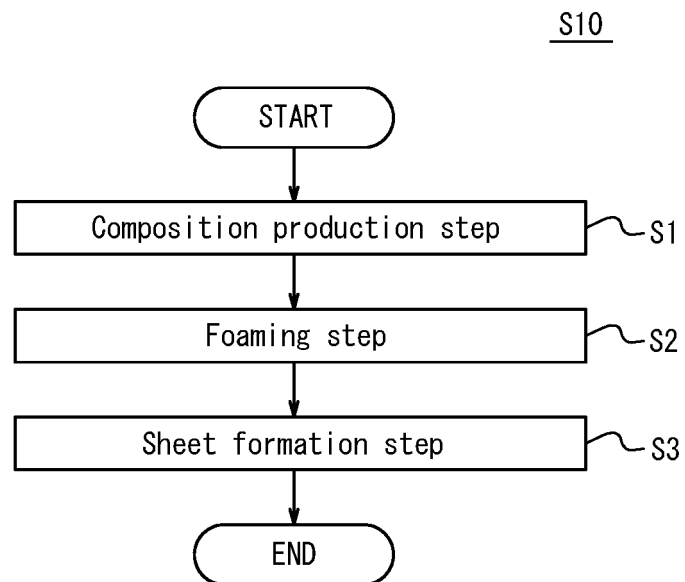 S10
START
Composition production step
S1
Foaming step
S2
Sheet formation step
S3
END